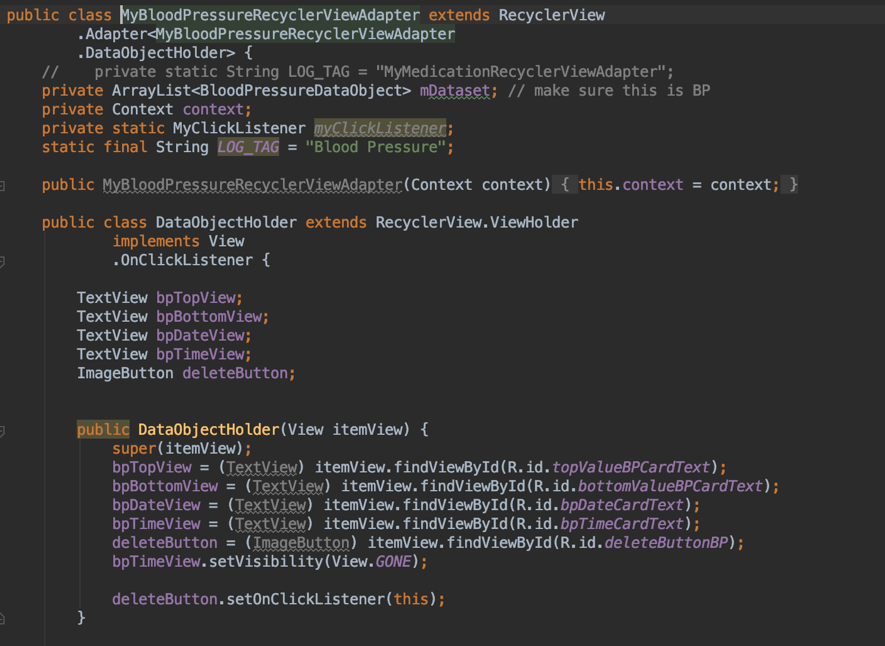 public class MyBloodPressureRecyclerViewAdapter extends RecyclerView
        .Adapter<MyBloodPressureRecyclerViewAdapter
        .DataObjectHolder> {
    //    private static String LOG_TAG = "MyMedicationRecyclerViewAdapter";
    private ArrayList<BloodPressureDataObject> mDataset; // make sure this is BP
    private Context context;
    private static MyClickListener myClickListener;
    static final String LOG_TAG = "Blood Pressure";

    public MyBloodPressureRecyclerViewAdapter(Context context) { this.context = context; }

    public class DataObjectHolder extends RecyclerView.ViewHolder
            implements View
            .OnClickListener {

        TextView bpTopView;
        TextView bpBottomView;
        TextView bpDateView;
        TextView bpTimeView;
        ImageButton deleteButton;


        public DataObjectHolder(View itemView) {
            super(itemView);
            bpTopView = (TextView) itemView.findViewById(R.id.topValueBPCardText);
            bpBottomView = (TextView) itemView.findViewById(R.id.bottomValueBPCardText);
            bpDateView = (TextView) itemView.findViewById(R.id.bpDateCardText);
            bpTimeView = (TextView) itemView.findViewById(R.id.bpTimeCardText);
            deleteButton = (ImageButton) itemView.findViewById(R.id.deleteButtonBP);
            bpTimeView.setVisibility(View.GONE);

            deleteButton.setOnClickListener(this);
        }